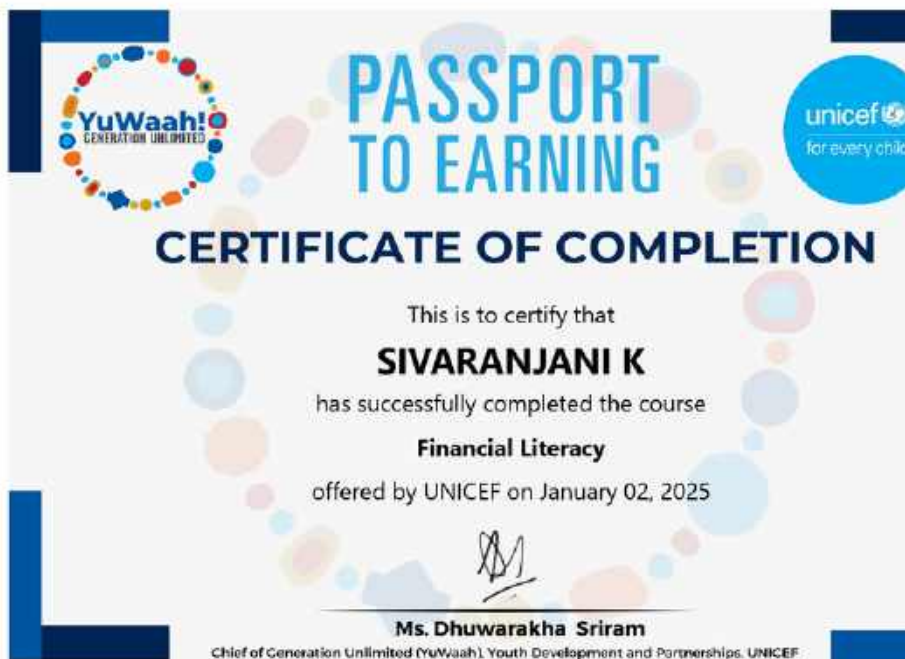 YuWaah!
GENERATION UNLIMITED
PASSPORT
TO EARNING
unicef
for every child
CERTIFICATE OF COMPLETION
This is to certify that
SIVARANJANI K
has successfully completed the course
Financial Literacy
offered by UNICEF on January 02, 2025
Ms. Dhuwarakha Sriram
Chief of Generation Unlimited (YuWaah), Youth Development and Partnerships, UNICEF